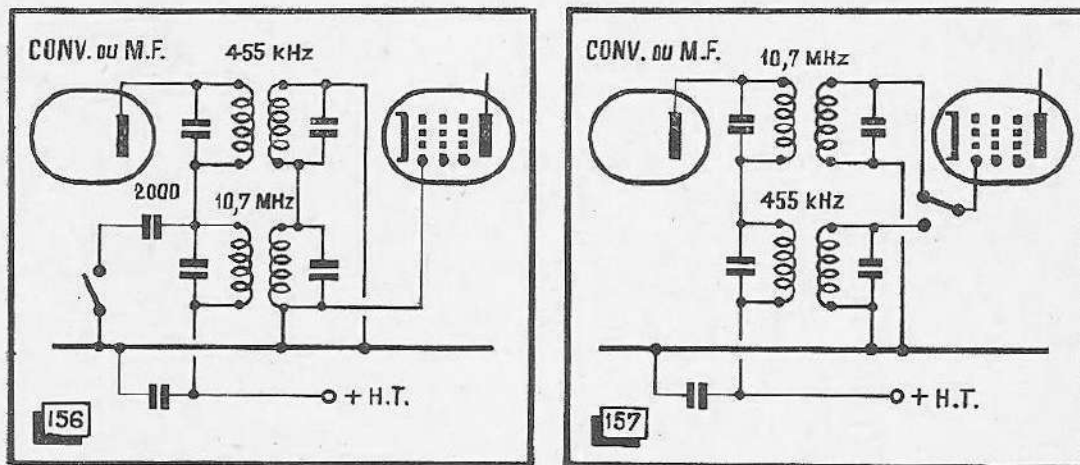 CONV. ou M.F.
455 kHz
2000
10,7 MHz
+ H.T.
156
CONV. ou M.F.
10,7 MHz
455 kHz
+ H.T.
157